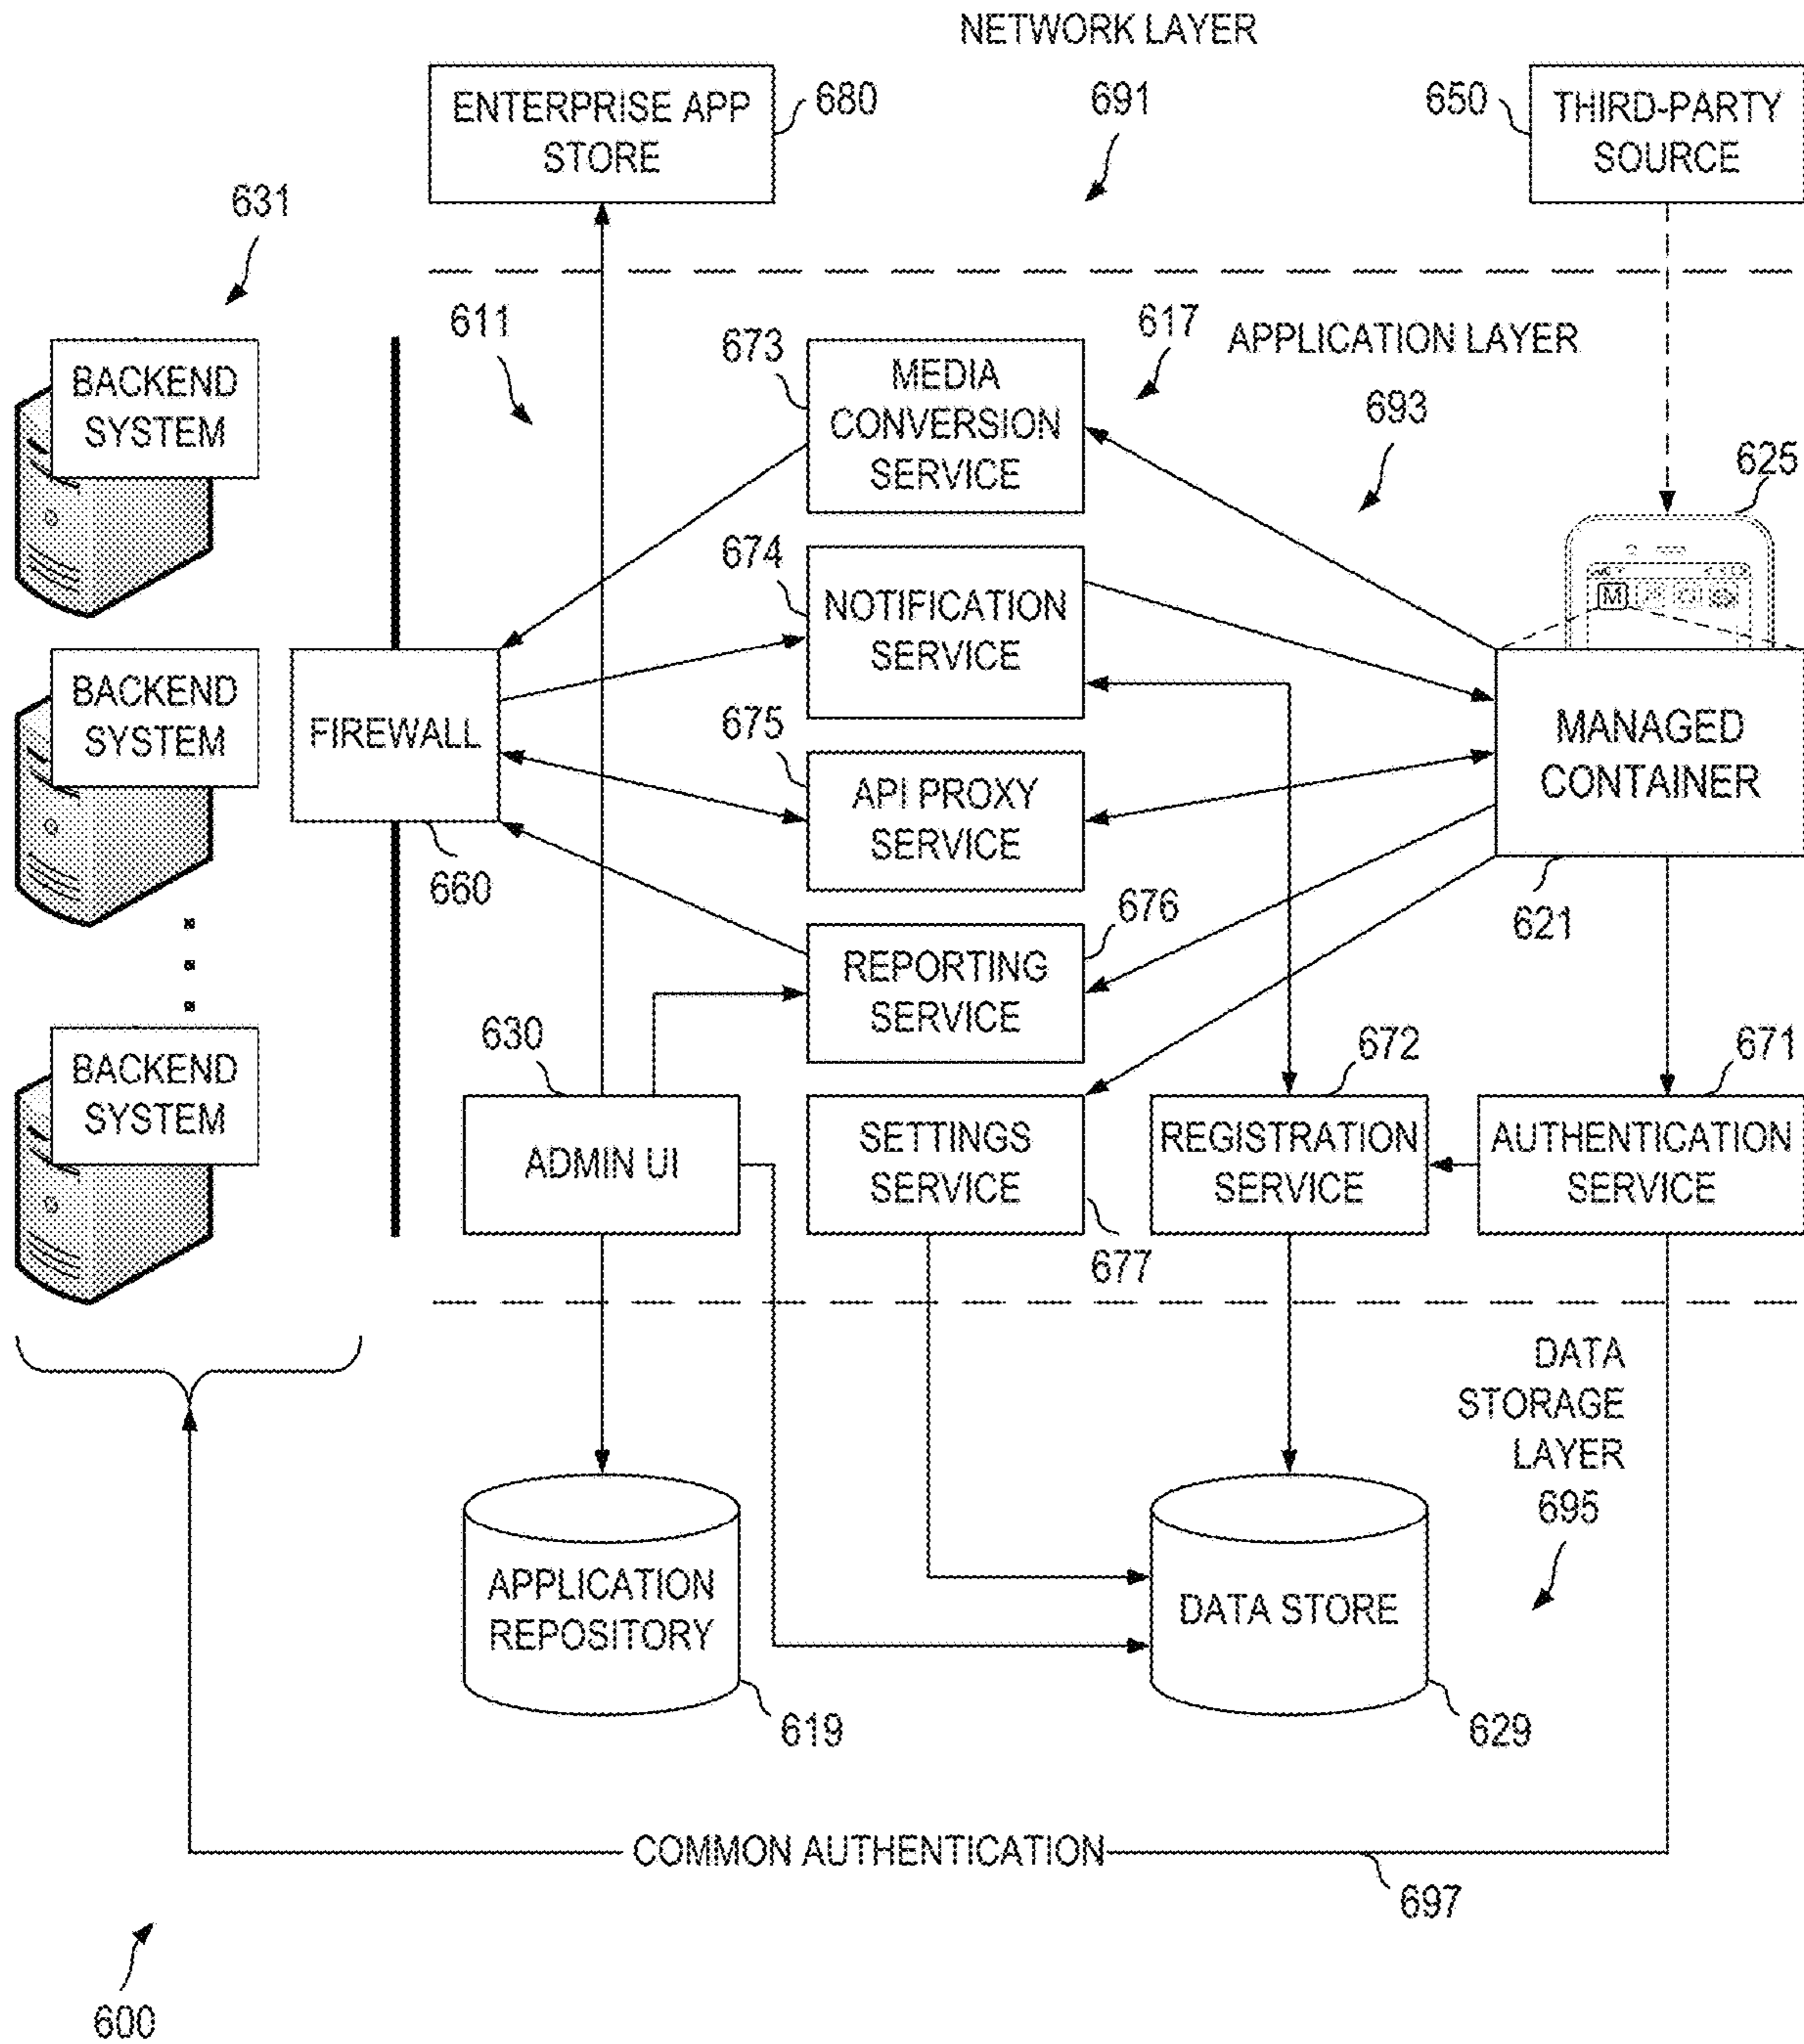 NETWORK LAYER
ENTERPRISE APP
STORE
680
691
650
THIRD-PARTY
SOURCE
631
611
673
617
APPLICATION LAYER
693
BACKEND
SYSTEM
MEDIA
CONVERSION
SERVICE
625
M
674
NOTIFICATION
SERVICE
BACKEND
SYSTEM
FIREWALL
660
675
API PROXY
SERVICE
MANAGED
CONTAINER
621
676
REPORTING
SERVICE
BACKEND
SYSTEM
630
ADMIN UI
SETTINGS
SERVICE
677
672
REGISTRATION
SERVICE
671
AUTHENTICATION
SERVICE
DATA
STORAGE
LAYER
695
APPLICATION
REPOSITORY
619
DATA STORE
629
COMMON AUTHENTICATION
697
600